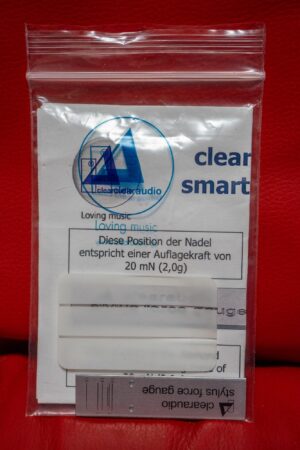 clear
smart
clearaudio
Loving music
Loving music
Diese Position der Nadel
entspricht einer Auflagekraft von
20 mN (2,0g)
of
clearaudio
stylus force gauge